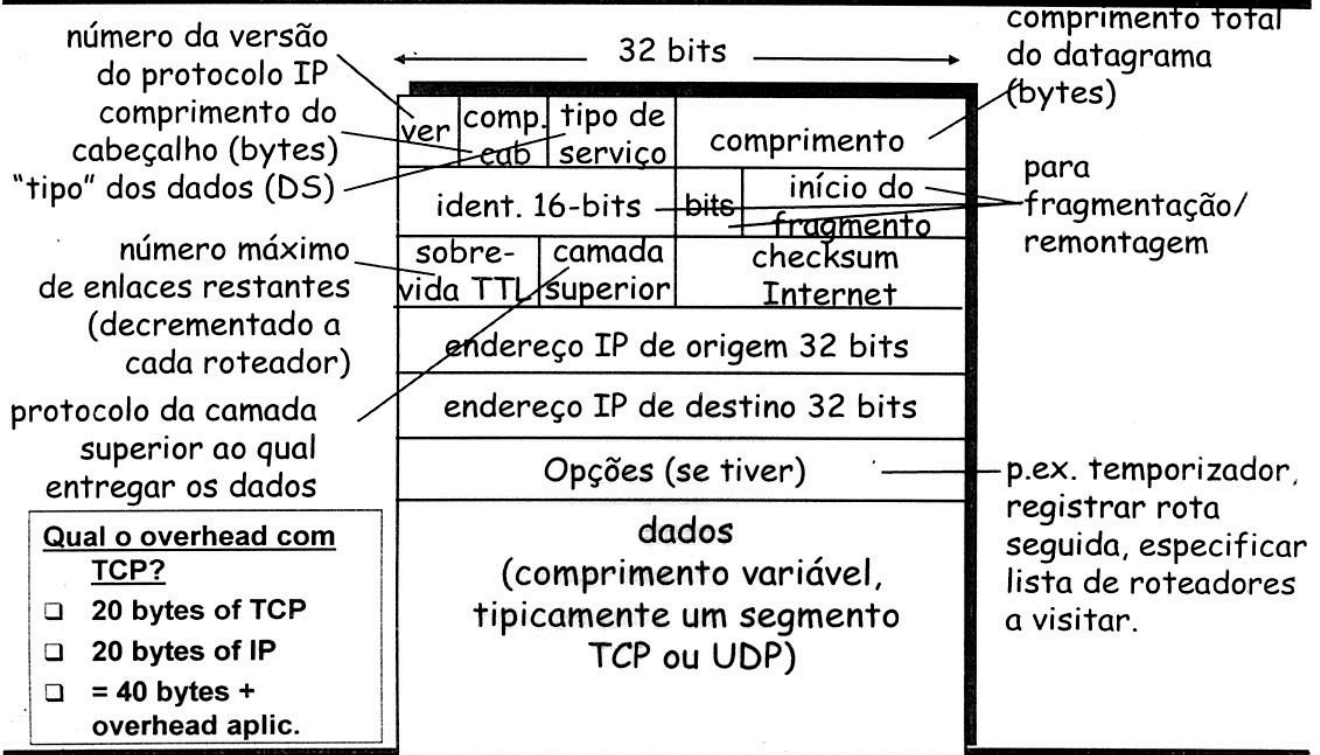 número da versão
do protocolo IP
comprimento do
cabeçalho (bytes)
"tipo" dos dados (DS)
número máximo
de enlaces restantes
(decrementado a
cada roteador)
protocolo da camada
superior ao qual
entregar os dados
Qual o overhead com
TCP?
❑ 20 bytes of TCP
❑ 20 bytes of IP
❑ = 40 bytes +
overhead aplic.
32 bits
ver
comp.
cab
tipo de
serviço
comprimento
ident. 16-bits
bits
início do
fragmento
sobre-
vida TTL
camada
superior
checksum
Internet
endereço IP de origem 32 bits
endereço IP de destino 32 bits
Opções (se tiver)
dados
(comprimento variável,
tipicamente um segmento
TCP ou UDP)
comprimento total
do datagrama
(bytes)
para
fragmentação/
remontagem
p.ex. temporizador,
registrar rota
seguida, especificar
lista de roteadores
a visitar.